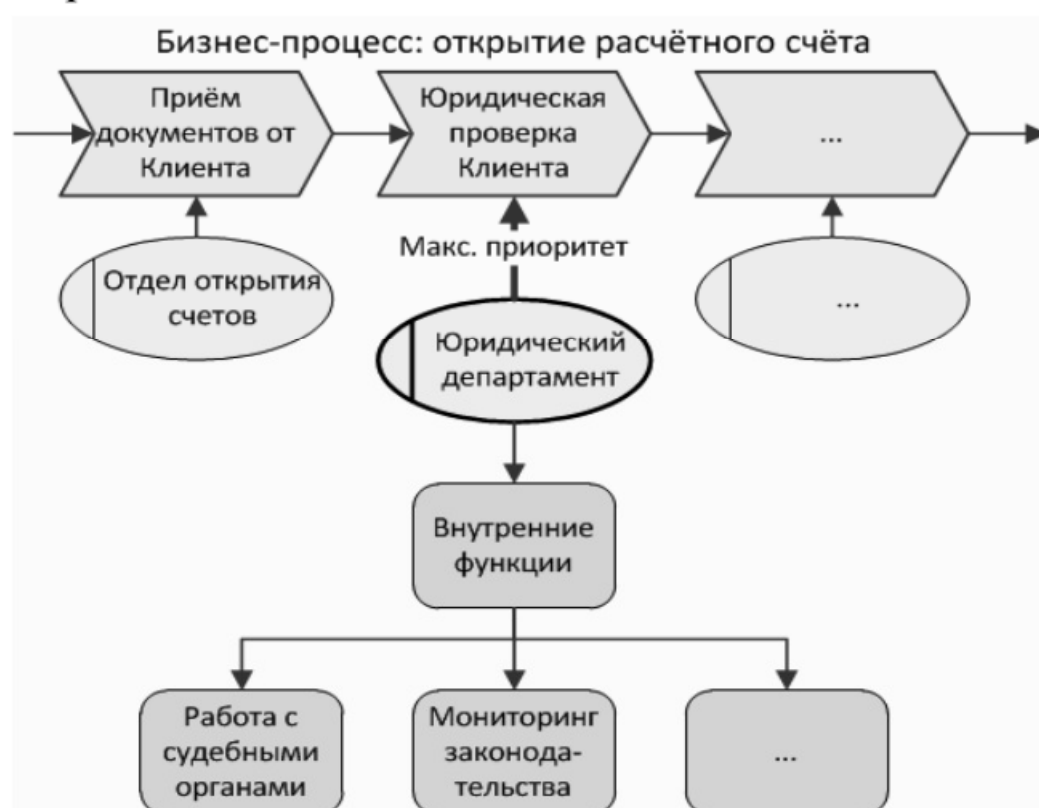 Бизнес-процесс: открытие расчётного счёта
Приём
документов от
Клиента
Юридическая
проверка
Клиента
...
Макс. приоритет
Отдел открытия
счетов
...
Юридический
департамент
Внутренние
функции
Работа с
судебными
органами
Мониторинг
законода-
тельства
...